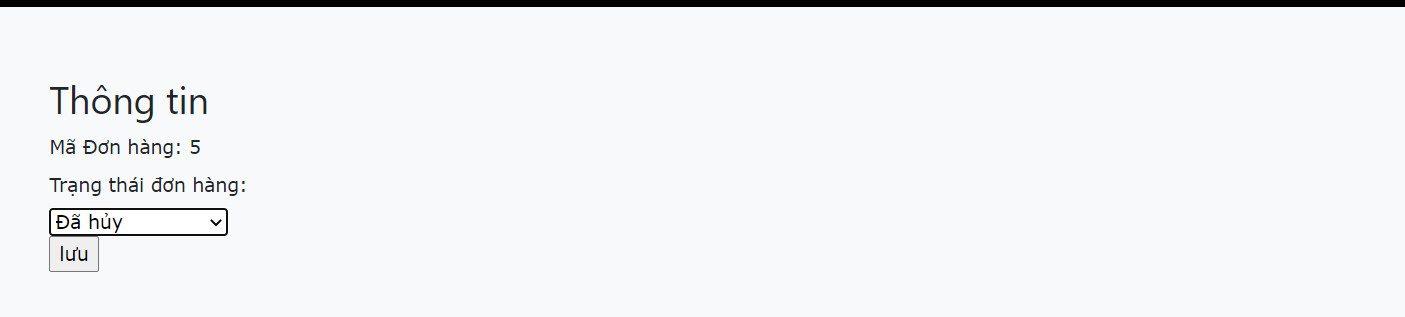 Thông tin
Mã Đơn hàng: 5
Trạng thái đơn hàng:
Đã hủy
lưu